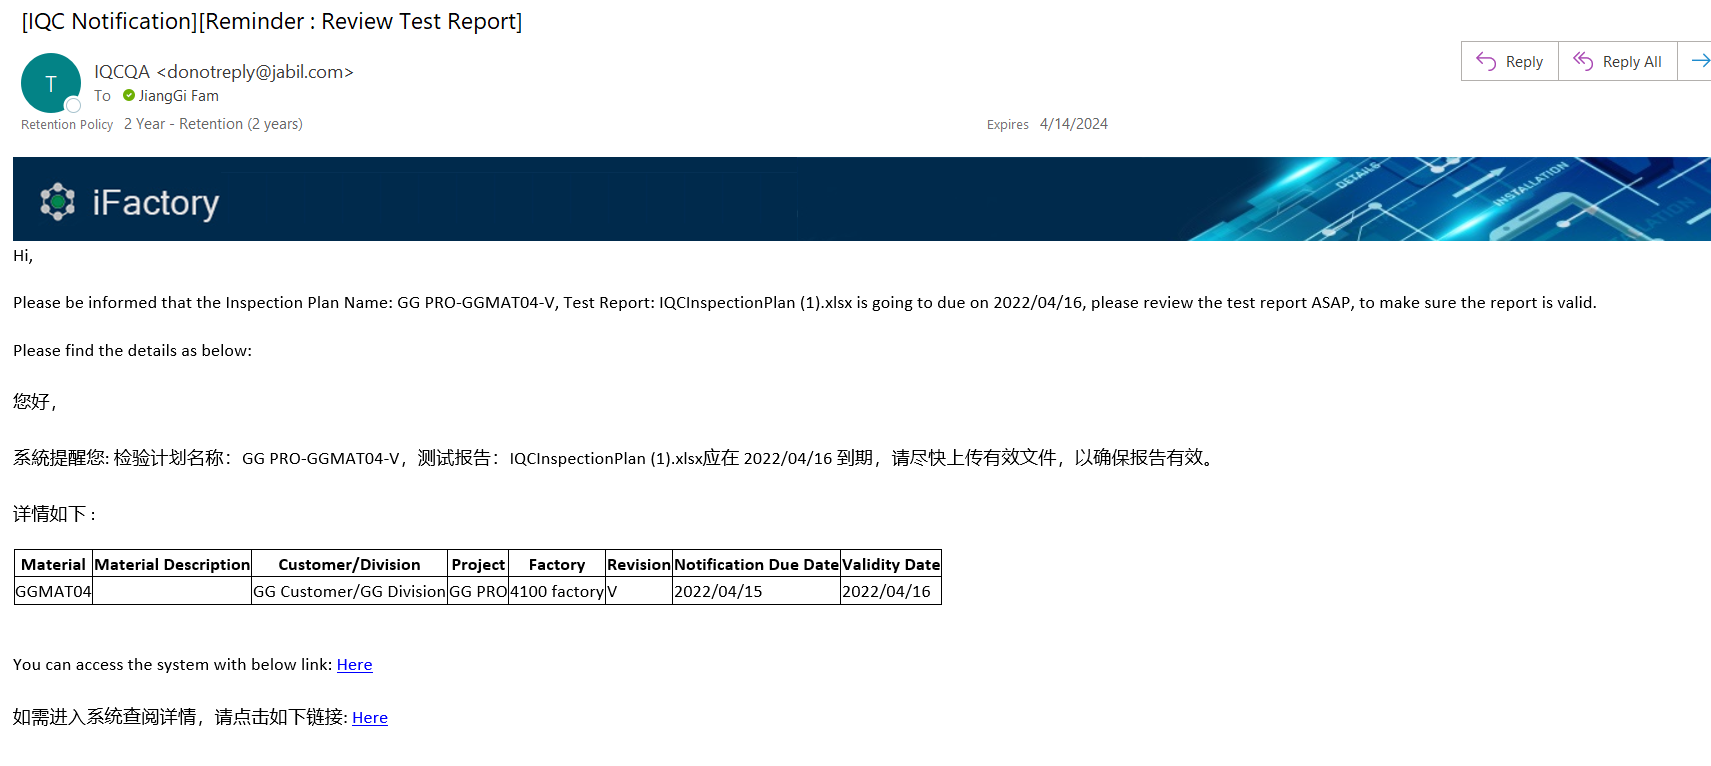 [IQC Notification][Reminder : Review Test Report]
T
IQCQA <donotreply@jabil.com>
To JiangGi Fam
Reply
Reply All
Retention Policy 2 Year - Retention (2 years)
Expires 4/14/2024
iFactory
DETAILS
INSTALLATION
Hi,
Please be informed that the Inspection Plan Name: GG PRO-GGMAT04-V, Test Report: IQCInspectionPlan (1).xlsx is going to due on 2022/04/16, please review the test report ASAP, to make sure the report is valid.
Please find the details as below:
您好，
系統提醒您: 检验计划名称：GG PRO-GGMAT04-V，测试报告：IQCInspectionPlan (1).xlsx应在 2022/04/16 到期，请尽快上传有效文件，以确保报告有效。
详情如下 :
Material Material Description Customer/Division Project Factory Revision Notification Due Date Validity Date
GGMAT04 GG Customer/GG Division GG PRO 4100 factory V 2022/04/15 2022/04/16
You can access the system with below link: Here
如需进入系统查阅详情，请点击如下链接: Here